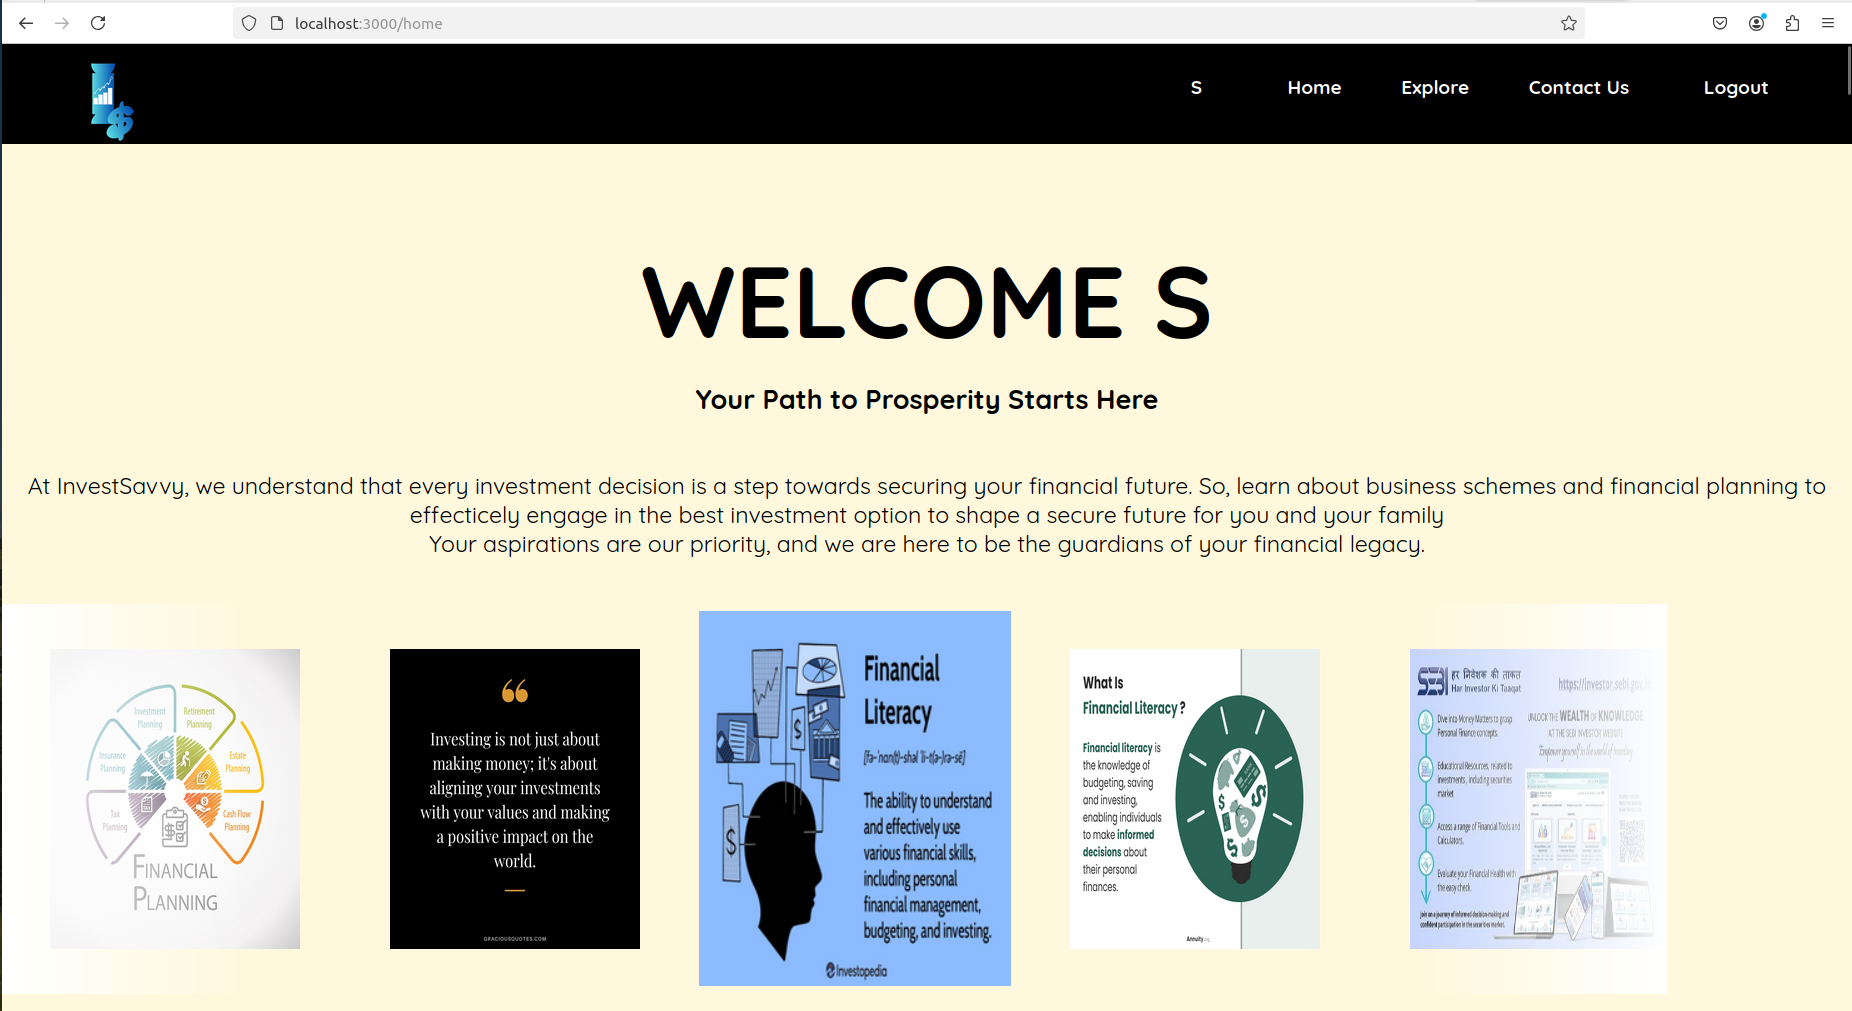 localhost:3000/home
S
Home
Explore
Contact Us
Logout
WELCOME S
Your Path to Prosperity Starts Here
At InvestSavvy, we understand that every investment decision is a step towards securing your financial future. So, learn about business schemes and financial planning to
effecticely engage in the best investment option to shape a secure future for you and your family
Your aspirations are our priority, and we are here to be the guardians of your financial legacy.
Investment
Planning
Retirement
Planning
Insurance
Planning
Estate
Planning
Tax
Planning
Cash Flow
Planning
FINANCIAL
PLANNING
Investing is not just about
making money; it's about
aligning your investments
with your values and making
a positive impact on the
world.
GRACIOUSQUOTES.COM
Financial
Literacy
The ability to understand
and effectively use
various financial skills,
including personal
financial management,
budgeting, and investing.
Investopedia
What Is
Financial Literacy ?
Financial literacy is
the knowledge of
budgeting, saving
and investing,
enabling individuals
to make informed
decisions about
their personal
finances.
Annuity.org
SEBI
हर निवेशक की ताकत
Har Investor Ki Taaqat
https://investor.sebi.gov.in
UNLOCK THE WEALTH OF KNOWLEDGE
AT THE SEBI INVESTOR WEBSITE
Empower yourself in the world of investing
Dive into Money Matters to grasp
Personal Finance concepts.
Educational Resources, related to
investments, including securities
market
Access a range of Financial Tools and
Calculators.
Evaluate your Financial Health with
the easy check.
Join on a journey of informed decision-making and
confident participation in the securities market.